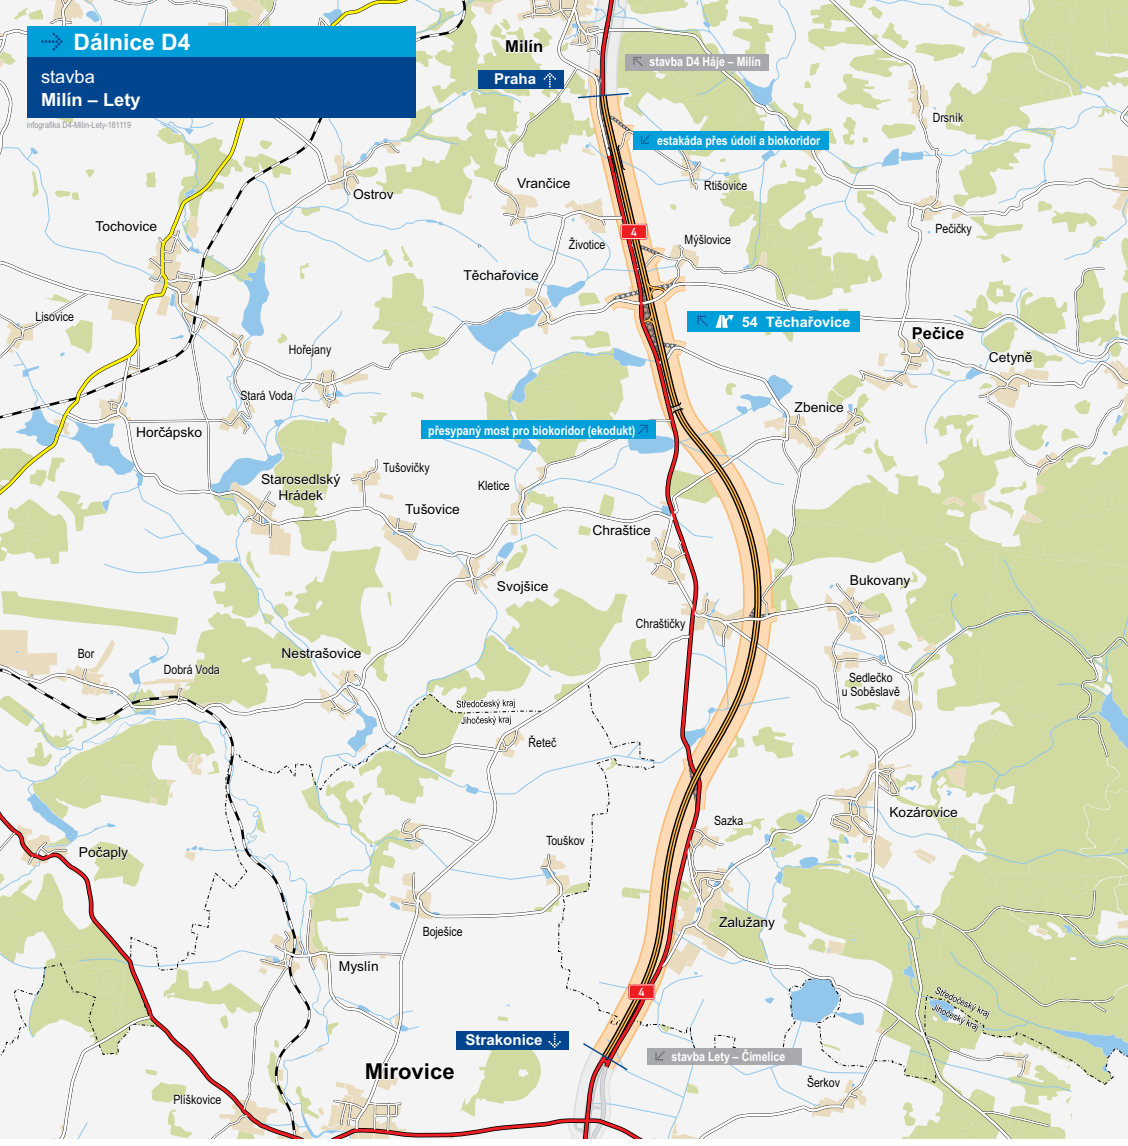 Dálnice D4
stavba
Milín – Lety
infografika D4-Milin-Lety-181119
Milín
stavba D4 Háje – Milín
Praha
Drsník
estakáda přes údolí a biokoridor
Vrančice
Rtišovice
Ostrov
Tochovice
Pečičky
4
Mýšlovice
Životice
Těchařovice
Lisovice
54 Těchařovice
Pečice
Hořejany
Cetyně
Stará Voda
Zbenice
Horčápsko
přesypaný most pro biokoridor (ekodukt)
Tušovičky
Starosedlský
Hrádek
Kletice
Tušovice
Chraštice
Svojšice
Bukovany
Chraštičky
Bor
Nestrašovice
Dobrá Voda
Sedlečko
u Soběslavě
Středočeský kraj
Jihočeský kraj
Řeteč
Kozárovice
Sazka
Touškov
Počaply
Zalužany
Boješice
Myslín
4
Středočeský kraj
Jihočeský kraj
Strakonice
stavba Lety – Čimelice
Mirovice
Šerkov
Plíškovice